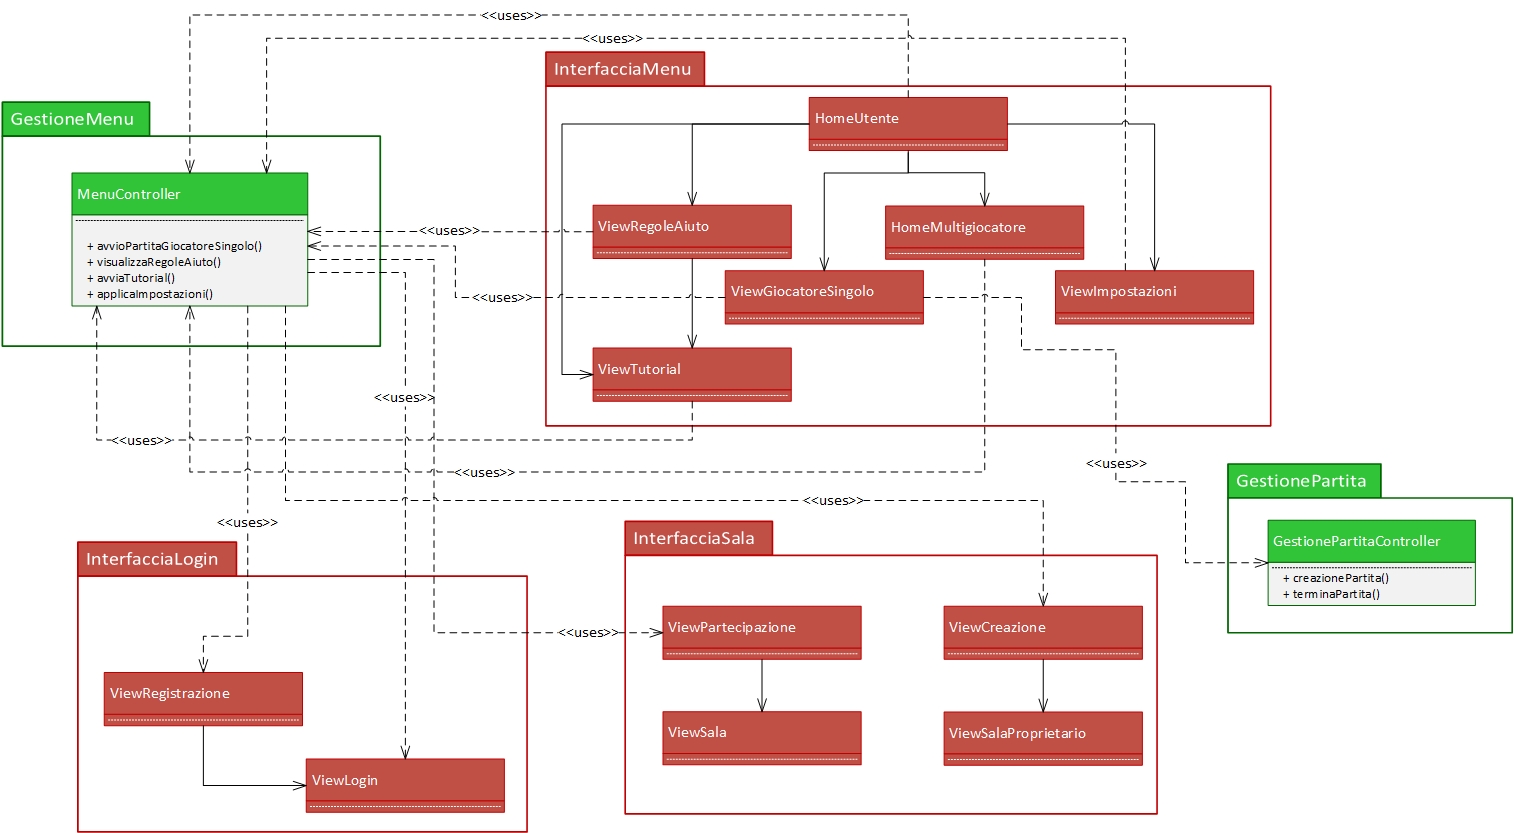 <<uses>>
<<uses>>
InterfacciaMenu
GestioneMenu
HomeUtente
MenuController
+ avvioPartitaGiocatoreSingolo()
+ visualizzaRegoleAiuto()
+ avviaTutorial()
+ applicaImpostazioni()
<<uses>>
ViewRegoleAiuto
HomeMultigiocatore
<<uses>>
ViewGiocatoreSingolo
ViewImpostazioni
ViewTutorial
<<uses>>
<<uses>>
<<uses>>
<<uses>>
GestionePartita
GestionePartitaController
+ creazionePartita()
+ terminaPartita()
<<uses>>
<<uses>>
InterfacciaLogin
InterfacciaSala
<<uses>>
ViewPartecipazione
ViewCreazione
ViewRegistrazione
ViewSala
ViewSalaProprietario
ViewLogin